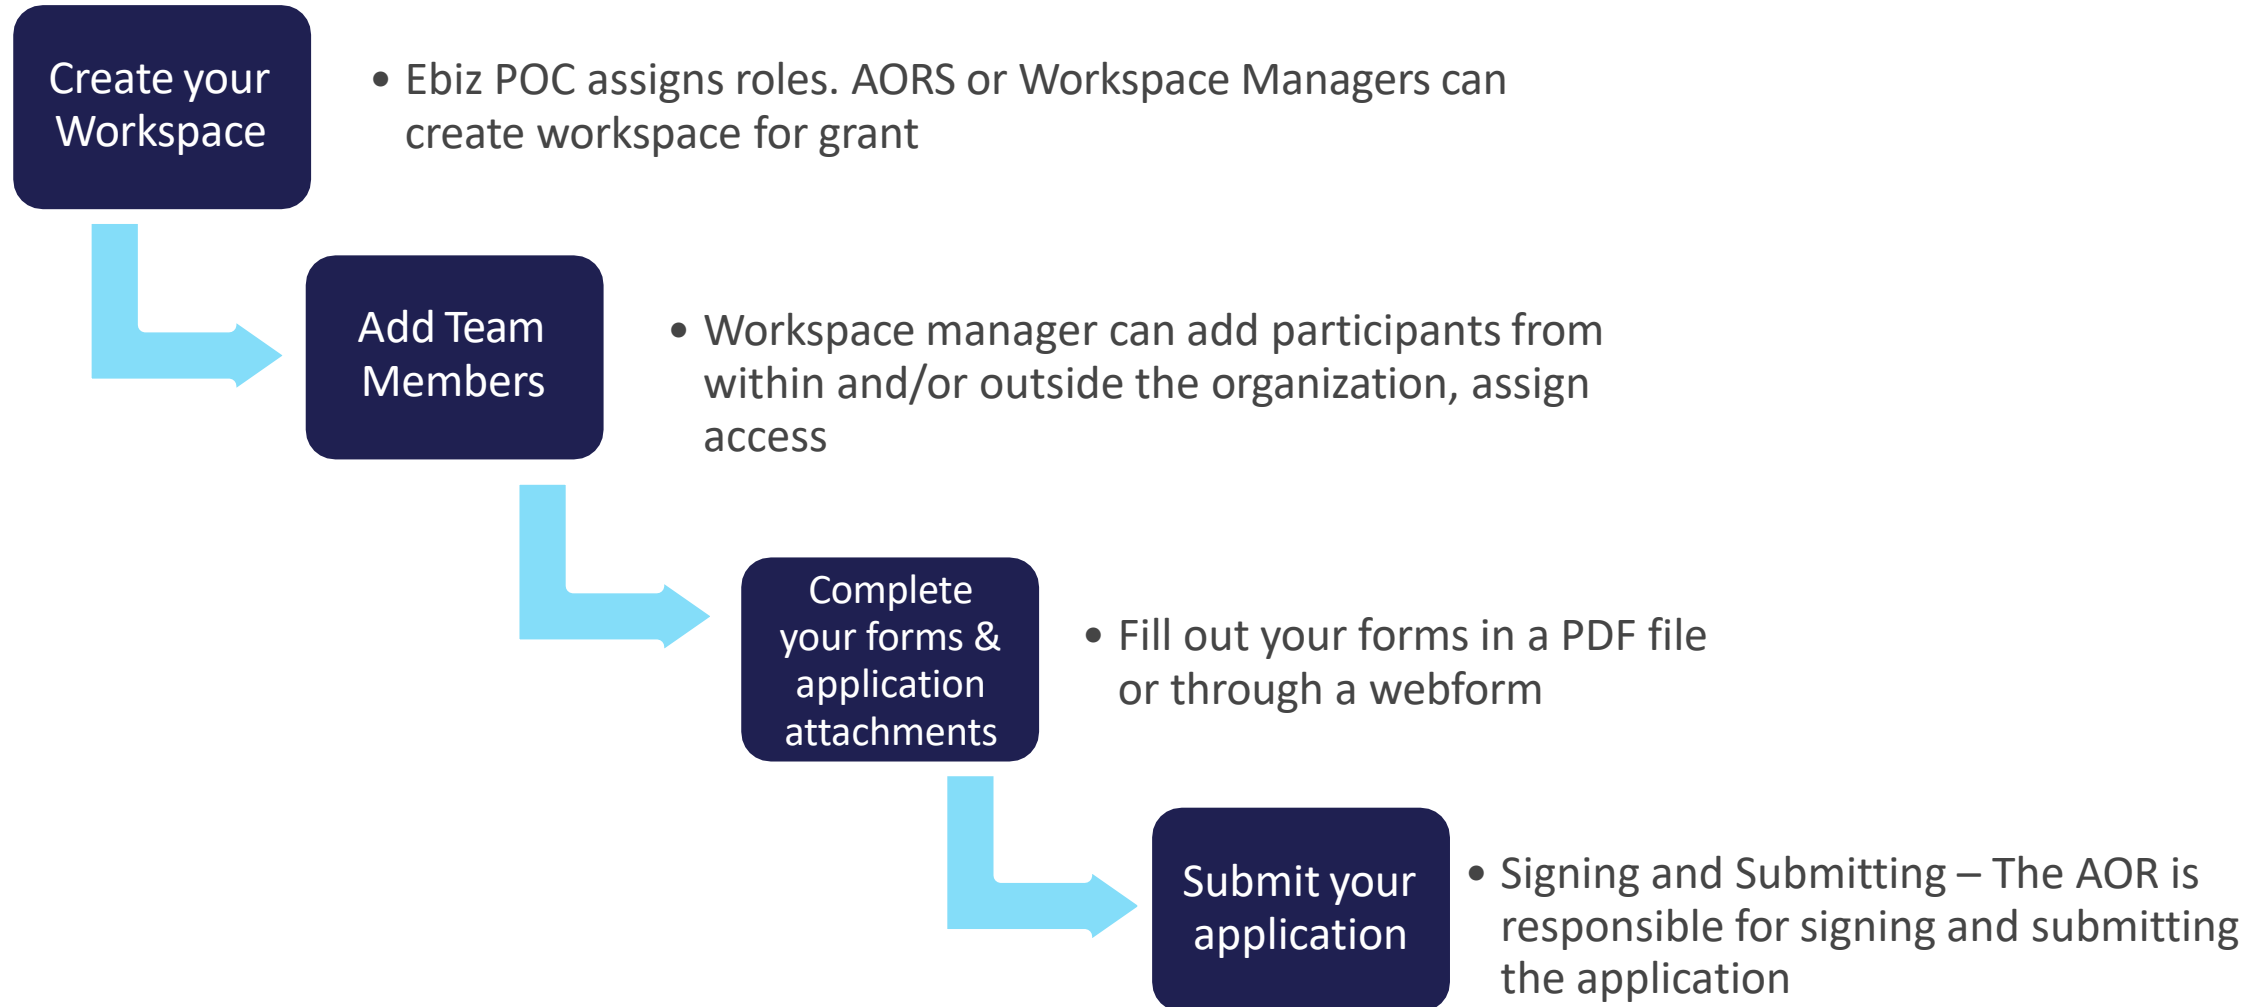 Create your
Workspace
• Ebiz POC assigns roles. AORS or Workspace Managers can
create workspace for grant
Add Team
Members
• Workspace manager can add participants from
within and/or outside the organization, assign
access
Complete
your forms &
application
attachments
• Fill out your forms in a PDF file
or through a webform
Submit your
application
• Signing and Submitting – The AOR is
responsible for signing and submitting
the application